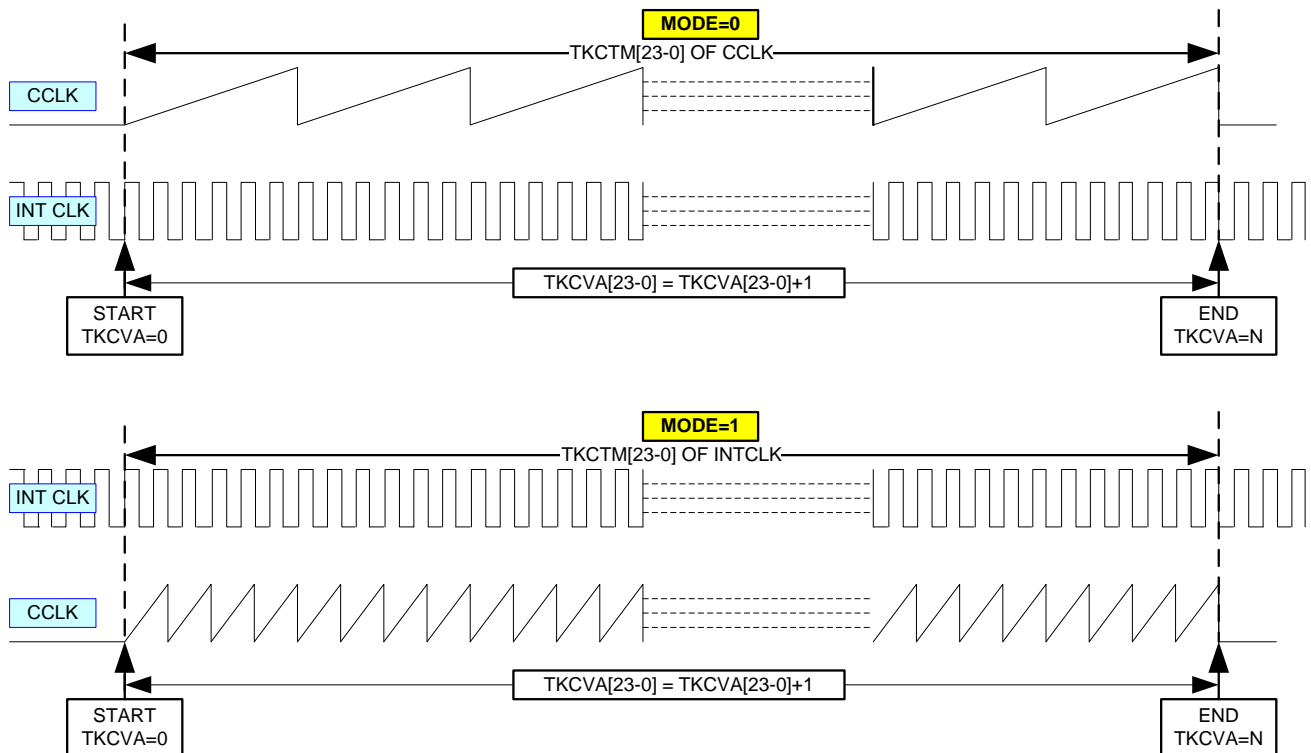 MODE=0
TKCTM[23-0] OF CCLK
CCLK
INT CLK
TKCVA[23-0] = TKCVA[23-0]+1
START
TKCVA=0
END
TKCVA=N
MODE=1
TKCTM[23-0] OF INTCLK
INT CLK
CCLK
TKCVA[23-0] = TKCVA[23-0]+1
START
TKCVA=0
END
TKCVA=N